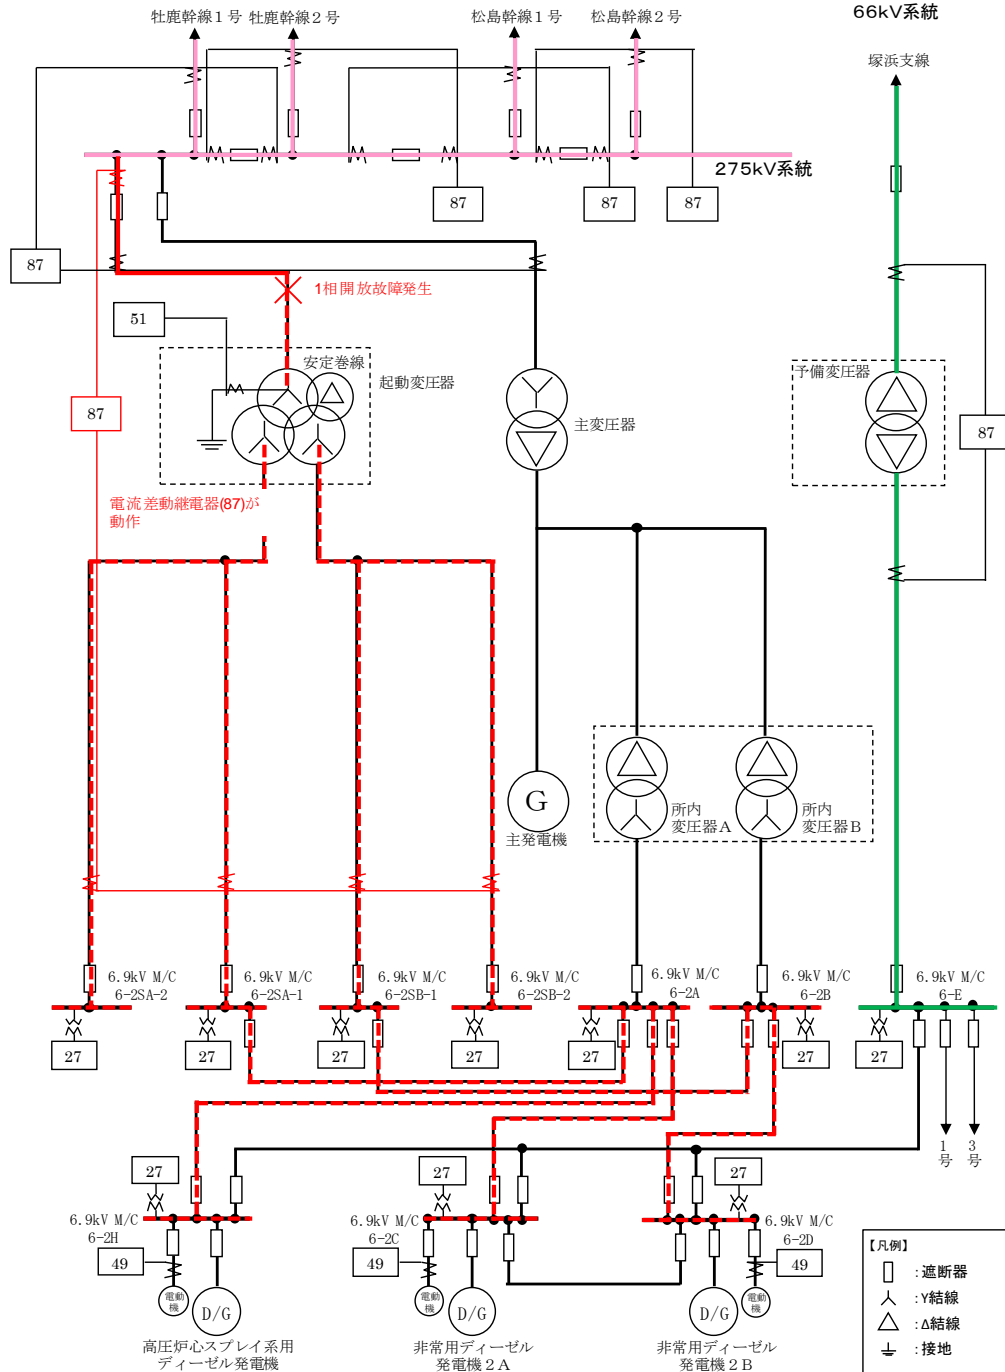 66kV系統
牡鹿幹線1号 牡鹿幹線2号 松島幹線1号 松島幹線2号
塚浜支線
275kV系統
87 87 87
87
1相開放故障発生
51
安定巻線
起動変圧器
予備変圧器
87
主変圧器
87
電流差動継電器(87)が
動作
G
主発電機
所内
変圧器A
所内
変圧器B
6.9kV M/C
6-2SA-2
6.9kV M/C
6-2SA-1
6.9kV M/C
6-2SB-1
6.9kV M/C
6-2SB-2
6.9kV M/C
6-2A
6.9kV M/C
6-2B
6.9kV M/C
6-E
27 27 27 27 27 27 27
1号
3号
27 27 27
6.9kV M/C
6-2H
6.9kV M/C
6-2C
6.9kV M/C
6-2D
49 49 49
電動
機
D/G
電動
機
D/G
D/G
電動
機
高圧炉心スプレイ系用
ディーゼル発電機
非常用ディーゼル
発電機2A
非常用ディーゼル
発電機2B
【凡例】
:遮断器
:Y結線
:Δ結線
:接地